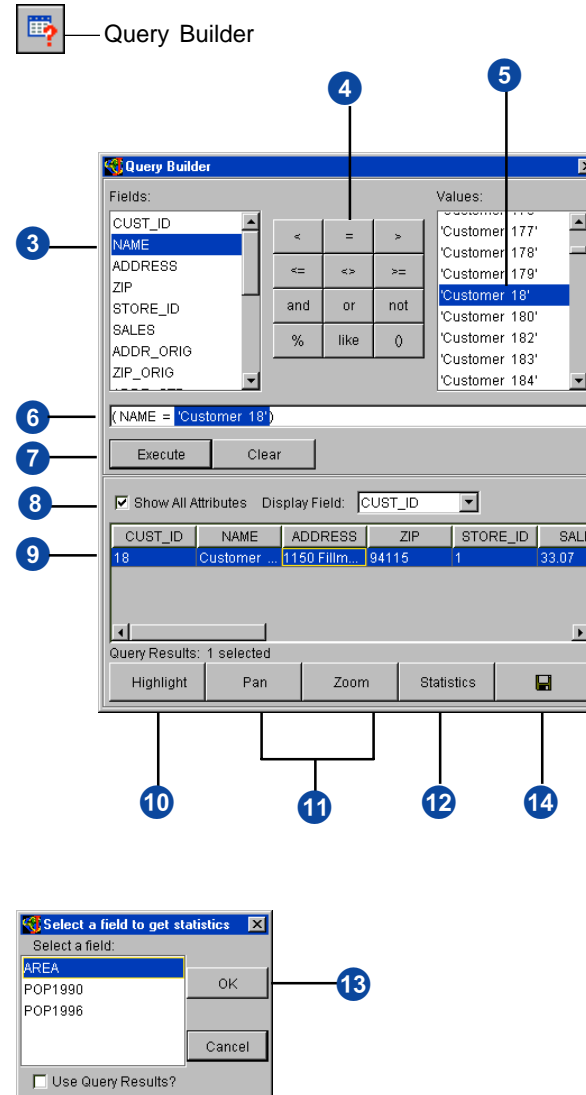 Query Builder
4
5
Query Builder
Fields:
Values:
CUST_ID
NAME
ADDRESS
ZIP
STORE_ID
SALES
ADDR_ORIG
ZIP_ORIG
3
< = >
<= <> >=
and or not
% like ()
'Customer 177'
'Customer 178'
'Customer 179'
'Customer 18'
'Customer 180'
'Customer 182'
'Customer 183'
'Customer 184'
6
(NAME = 'Customer 18')
7
Execute Clear
8
Show All Attributes Display Field: CUST_ID
9
CUST_ID NAME ADDRESS ZIP STORE_ID SAL
18 Customer ... 1150 Fillm... 94115 1 33.07
Query Results: 1 selected
Highlight Pan Zoom Statistics
10 11 12 14
Select a field to get statistics
Select a field:
AREA
POP1990
POP1996
OK
13
Cancel
Use Query Results?